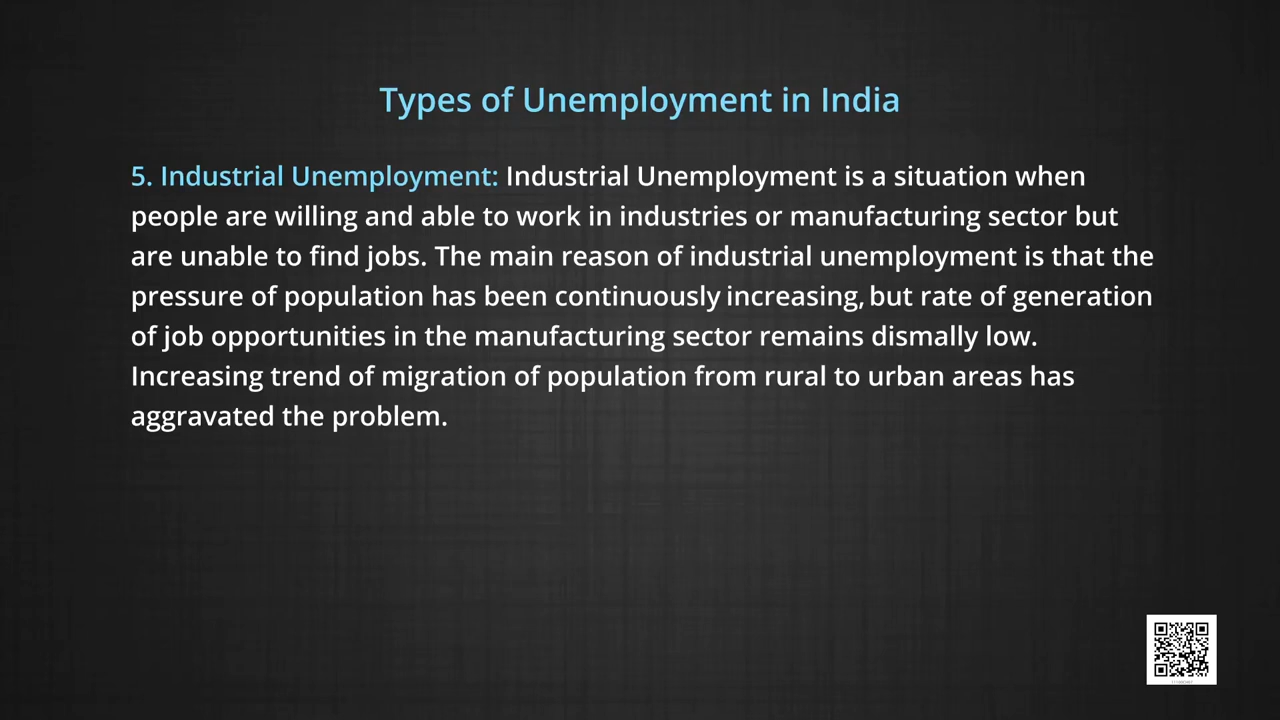 Types of Unemployment in India
5. Industrial Unemployment: Industrial Unemployment is a situation when
people are willing and able to work in industries or manufacturing sector but
are unable to find jobs. The main reason of industrial unemployment is that the
pressure of population has been continuously increasing, but rate of generation
of job opportunities in the manufacturing sector remains dismally low.
Increasing trend of migration of population from rural to urban areas has
aggravated the problem.